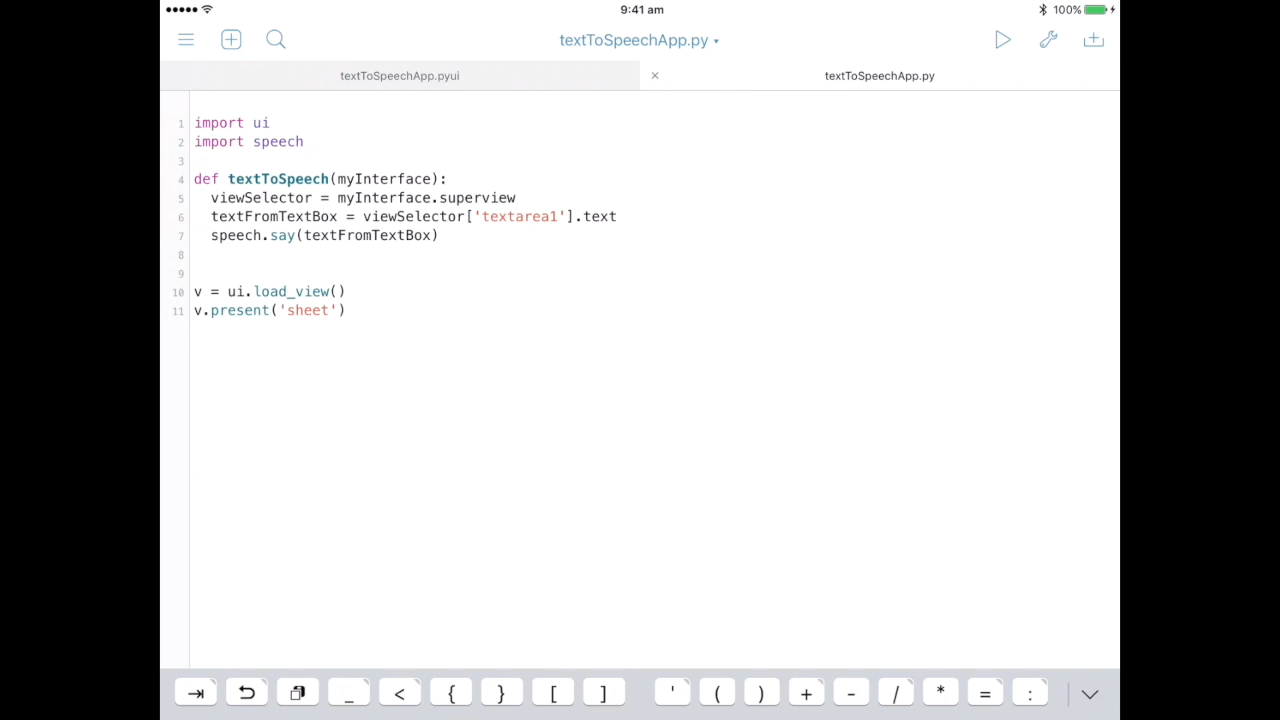 9:41 am
100%
textToSpeechApp.py
textToSpeechApp.pyui
textToSpeechApp.py
1 import ui
2 import speech
3
4 def textToSpeech(myInterface):
5 viewSelector = myInterface.superview
6 textFromTextBox = viewSelector['textarea1'].text
7 speech.say(textFromTextBox)
8
9
10 v = ui.load_view()
11 v.present('sheet')
_ < { } [ ] ' ( ) + - / * = :